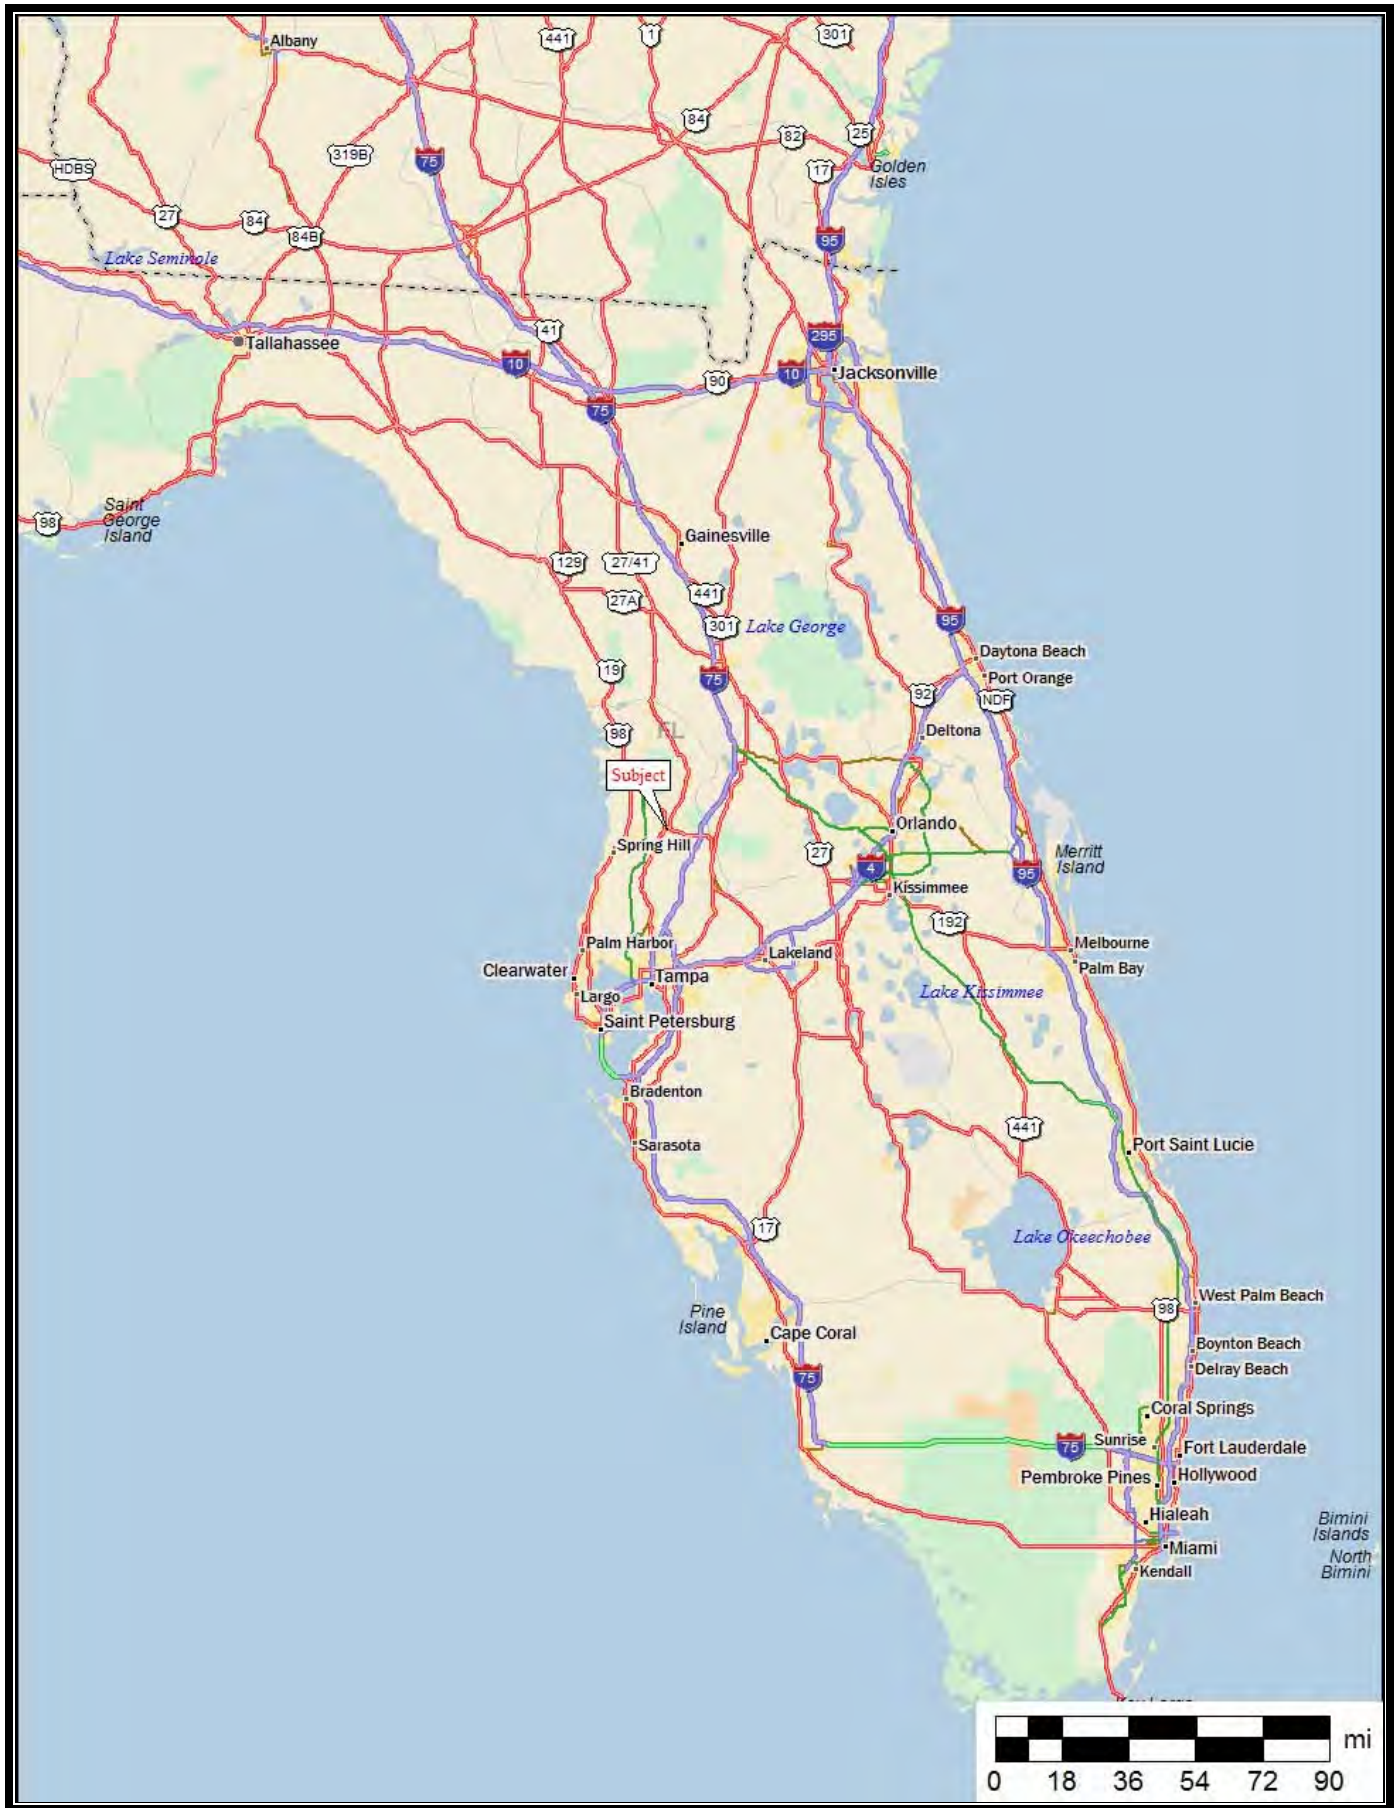 Albany
441
1
301
84
82
25
319B
75
HDBS
17
Golden
Isles
27
84
84B
95
Lake Seminole
41
295
Tallahassee
10
90
10
Jacksonville
75
98
Saint
George
Island
Gainesville
129
27/41
27A
441
301
Lake George
95
19
75
Daytona Beach
Port Orange
92
NDF
98
FL
Deltona
Subject
Orlando
Spring Hill
27
4
95
Merritt
Island
Kissimmee
192
Palm Harbor
Melbourne
Lakeland
Clearwater
Palm Bay
Tampa
Largo
Lake Kissimmee
Saint Petersburg
Bradenton
441
Sarasota
Port Saint Lucie
17
Lake Okeechobee
West Palm Beach
98
Pine
Island
Cape Coral
Boynton Beach
Delray Beach
75
Coral Springs
Sunrise
75
Fort Lauderdale
Pembroke Pines
Hollywood
Hialeah
Bimini
Islands
Miami
North
Bimini
Kendall
mi
0 18 36 54 72 90